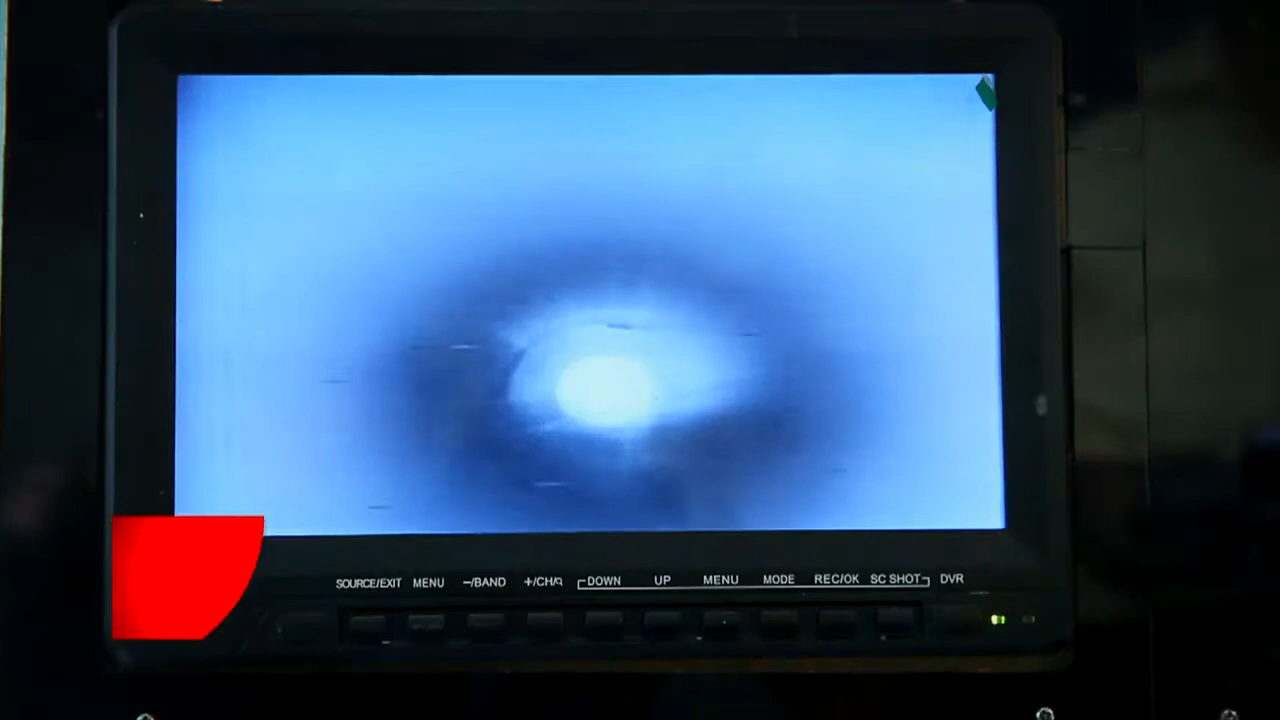 SOURCE/EXIT MENU −/BAND +/CH/Q DOWN UP MENU MODE REC/OK SC SHOT DVR